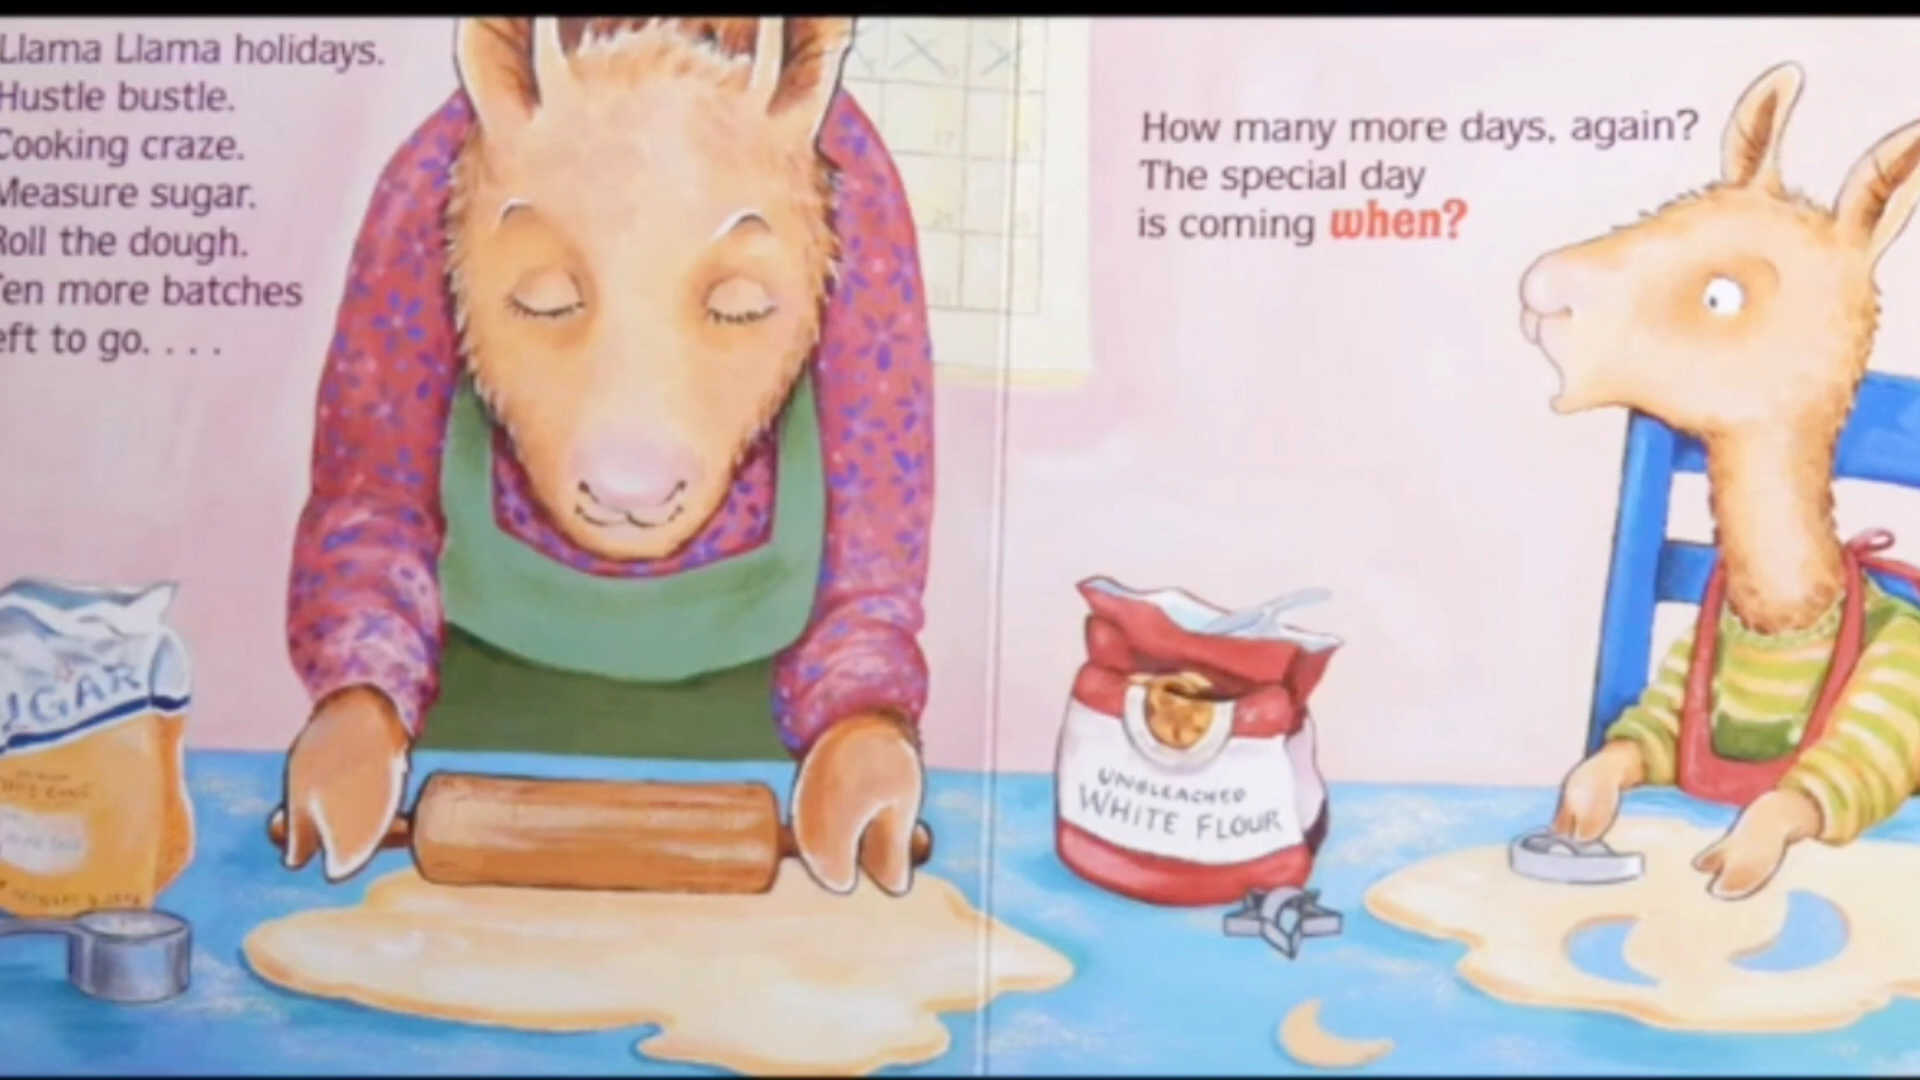 Llama Llama holidays.
Hustle bustle.
Cooking craze.
Measure sugar.
Roll the dough.
Ten more batches
left to go. . . .
How many more days, again?
The special day
is coming when?
UGAR
UNBLEACHED
WHITE FLOUR
17